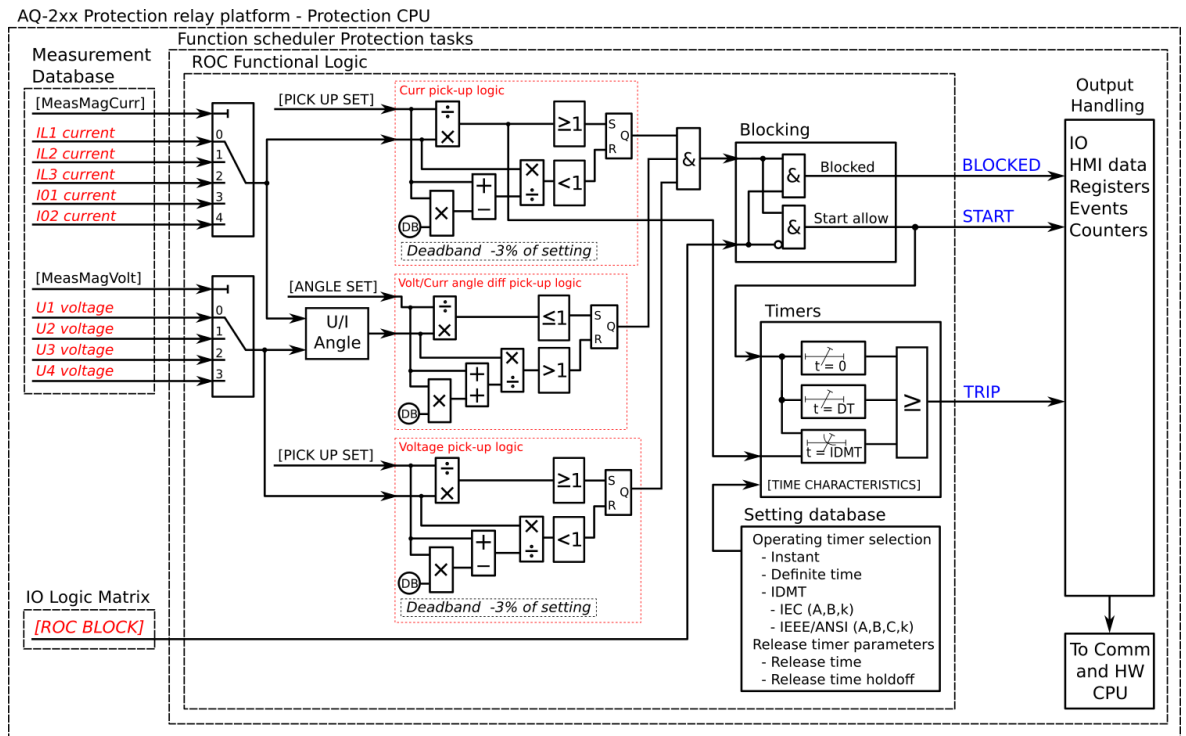 AQ-2xx Protection relay platform - Protection CPU
Function scheduler Protection tasks
ROC Functional Logic
Measurement
Database
[MeasMagCurr]
IL1 current
IL2 current
IL3 current
I01 current
I02 current
0
1
2
3
4
[MeasMagVolt]
U1 voltage
U2 voltage
U3 voltage
U4 voltage
0
1
2
3
IO Logic Matrix
[ROC BLOCK]
[PICK UP SET]
Curr pick-up logic
÷
×
≥1
S
Q
R
×
÷
<1
+
−
×
DB
Deadband -3% of setting
[ANGLE SET]
U/I
Angle
Volt/Curr angle diff pick-up logic
÷
×
≤1
S
Q
R
×
÷
>1
+
+
×
DB
[PICK UP SET]
Voltage pick-up logic
÷
×
≥1
S
Q
R
×
÷
<1
+
−
×
DB
Deadband -3% of setting
&
Blocking
&
Blocked
&
Start allow
BLOCKED
START
Timers
t = 0
t = DT
t = IDMT
≥
[TIME CHARACTERISTICS]
TRIP
Setting database
Operating timer selection
- Instant
- Definite time
- IDMT
- IEC (A,B,k)
- IEEE/ANSI (A,B,C,k)
Release timer parameters
- Release time
- Release time holdoff
Output
Handling
IO
HMI data
Registers
Events
Counters
To Comm
and HW
CPU